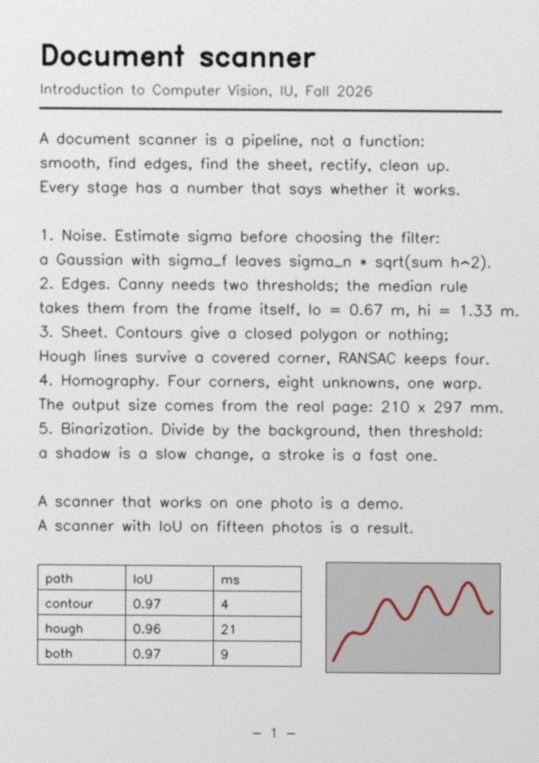 Document scanner
Introduction to Computer Vision, IU, Fall 2026
A document scanner is a pipeline, not a function:
smooth, find edges, find the sheet, rectify, clean up.
Every stage has a number that says whether it works.
1. Noise. Estimate sigma before choosing the filter:
a Gaussian with sigma_f leaves sigma_n * sqrt(sum h^2).
2. Edges. Canny needs two thresholds; the median rule
takes them from the frame itself, lo = 0.67 m, hi = 1.33 m.
3. Sheet. Contours give a closed polygon or nothing;
Hough lines survive a covered corner, RANSAC keeps four.
4. Homography. Four corners, eight unknowns, one warp.
The output size comes from the real page: 210 x 297 mm.
5. Binarization. Divide by the background, then threshold:
a shadow is a slow change, a stroke is a fast one.
A scanner that works on one photo is a demo.
A scanner with IoU on fifteen photos is a result.
path IoU ms
contour 0.97 4
hough 0.96 21
both 0.97 9
– 1 –